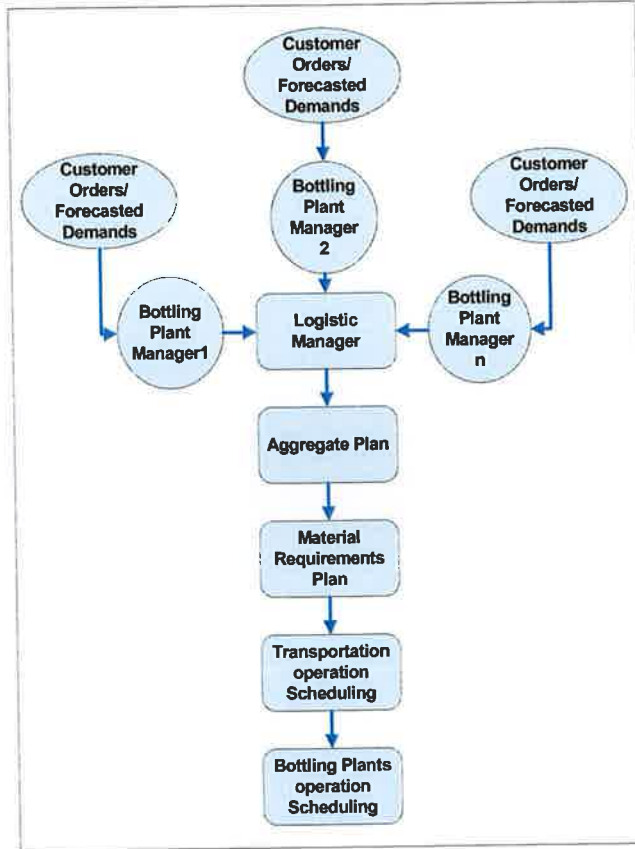 Customer
Orders/
Forecasted
Demands
Customer
Orders/
Forecasted
Demands
Customer
Orders/
Forecasted
Demands
Bottling
Plant
Manager
2
Bottling
Plant
Manager1
Logistic
Manager
Bottling
Plant
Manager
n
Aggregate Plan
Material
Requirements
Plan
Transportation
operation
Scheduling
Bottling Plants
operation
Scheduling